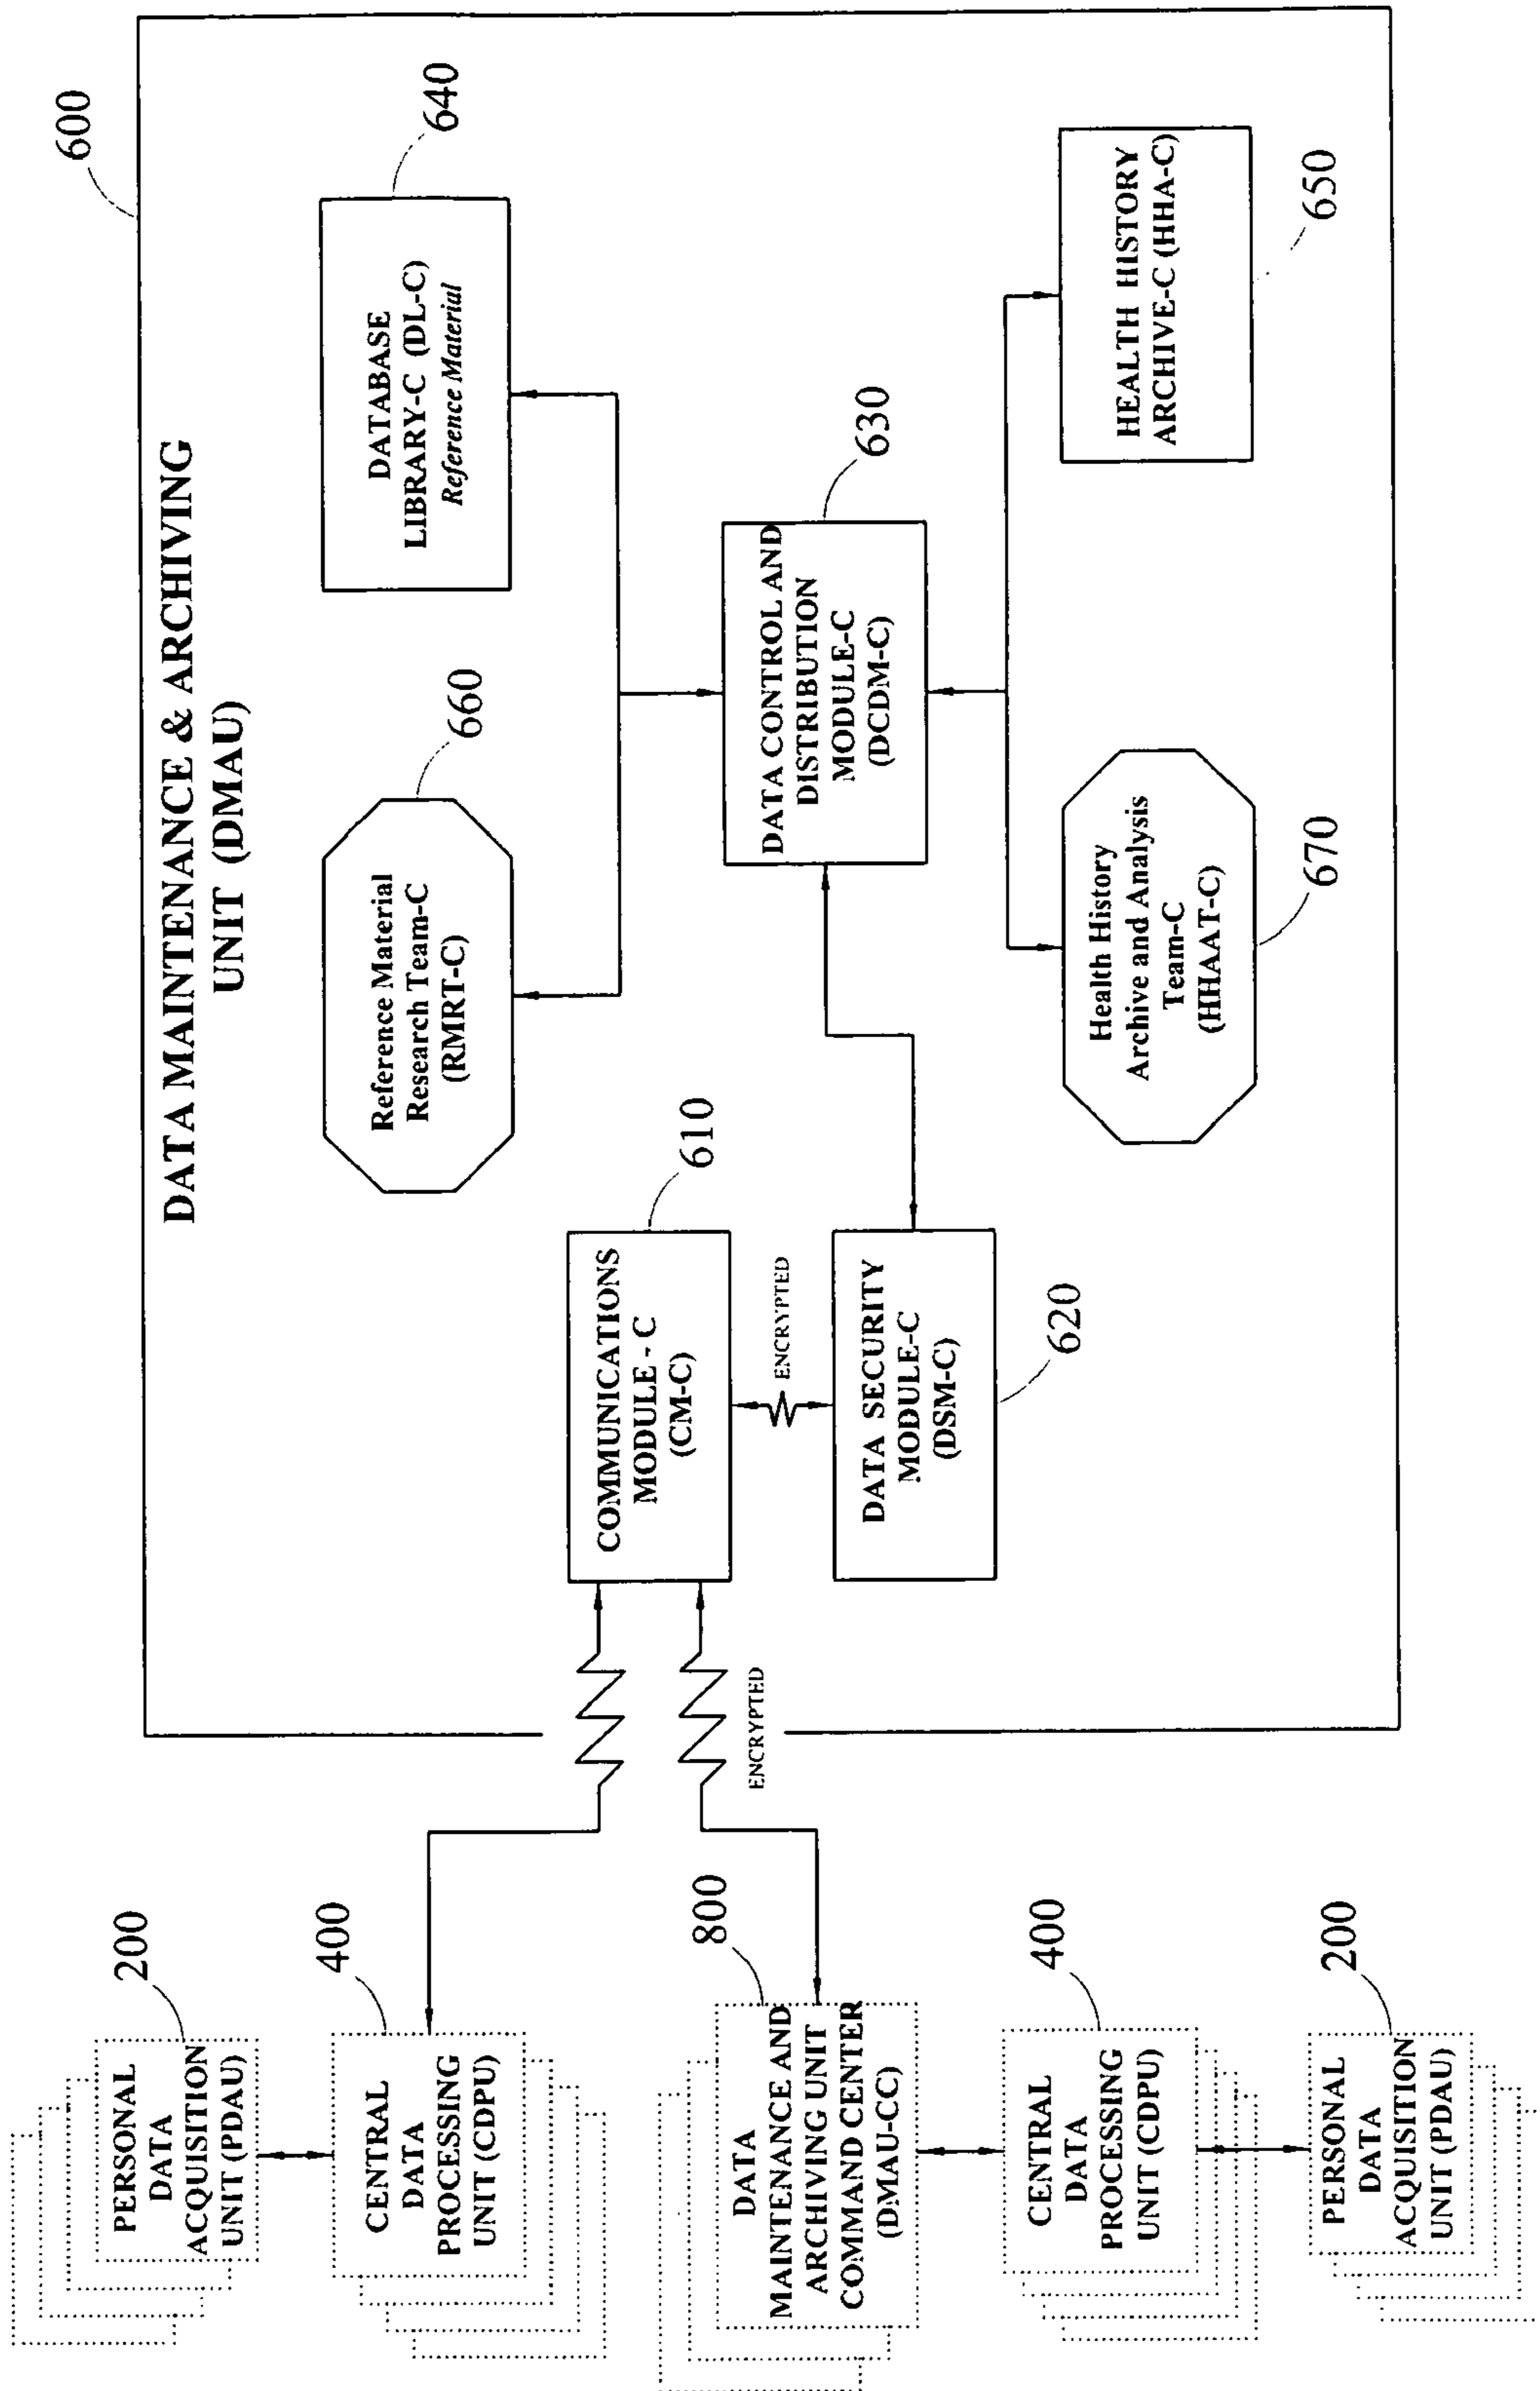 DATA MAINTENANCE & ARCHIVING
UNIT (DMAU)
600
PERSONAL
DATA
ACQUISITION
UNIT (PDAU)
200
CENTRAL
DATA
PROCESSING
UNIT (CDPU)
400
DATA
MAINTENANCE AND
ARCHIVING UNIT
COMMAND CENTER
(DMAU-CC)
800
CENTRAL
DATA
PROCESSING
UNIT (CDPU)
400
PERSONAL
DATA
ACQUISITION
UNIT (PDAU)
200
ENCRYPTED
COMMUNICATIONS
MODULE - C
(CM-C)
610
ENCRYPTED
DATA SECURITY
MODULE-C
(DSM-C)
620
Reference Material
Research Team-C
(RMRT-C)
660
DATABASE
LIBRARY-C (DL-C)
Reference Material
640
DATA CONTROL AND
DISTRIBUTION
MODULE-C
(DCDM-C)
630
Health History
Archive and Analysis
Team-C
(HHAAT-C)
670
HEALTH HISTORY
ARCHIVE-C (HHA-C)
650